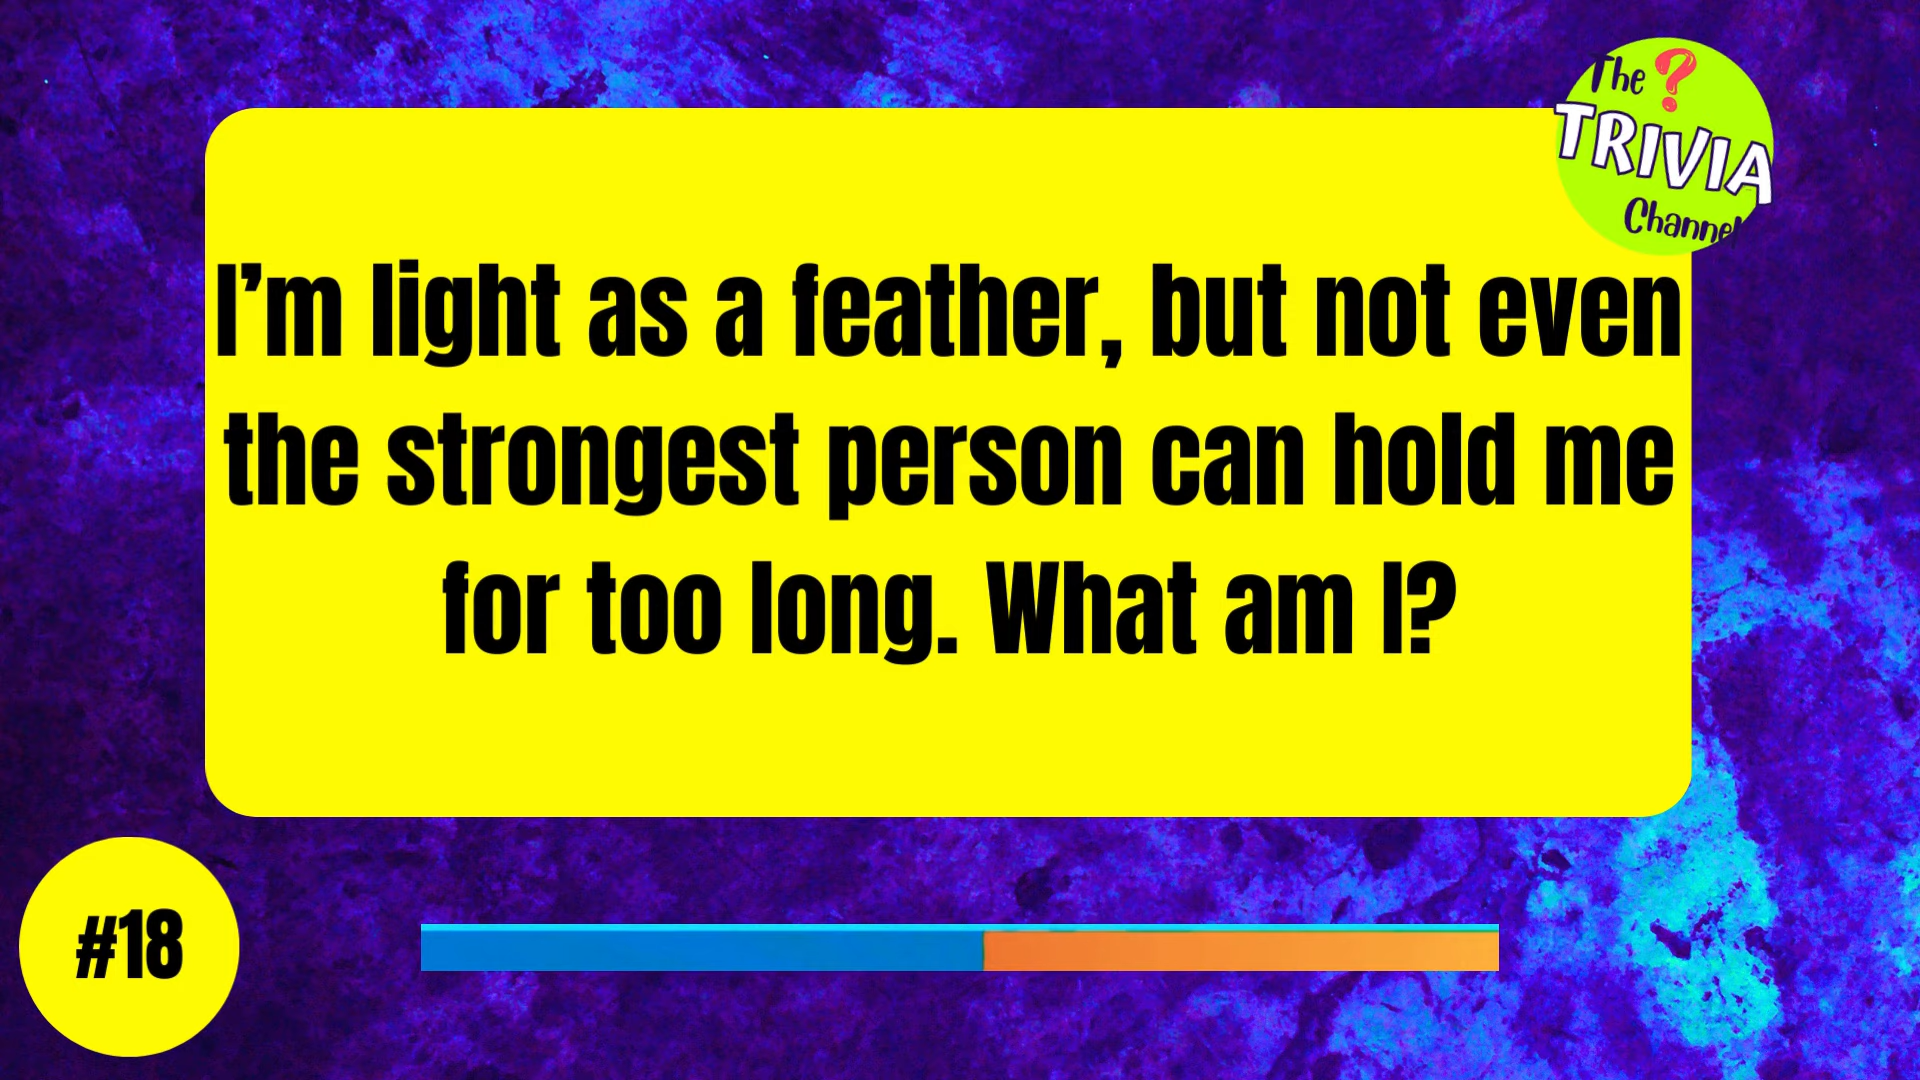 The ?
TRIVIA
Channel
I’m light as a feather, but not even
the strongest person can hold me
for too long. What am I?
#18